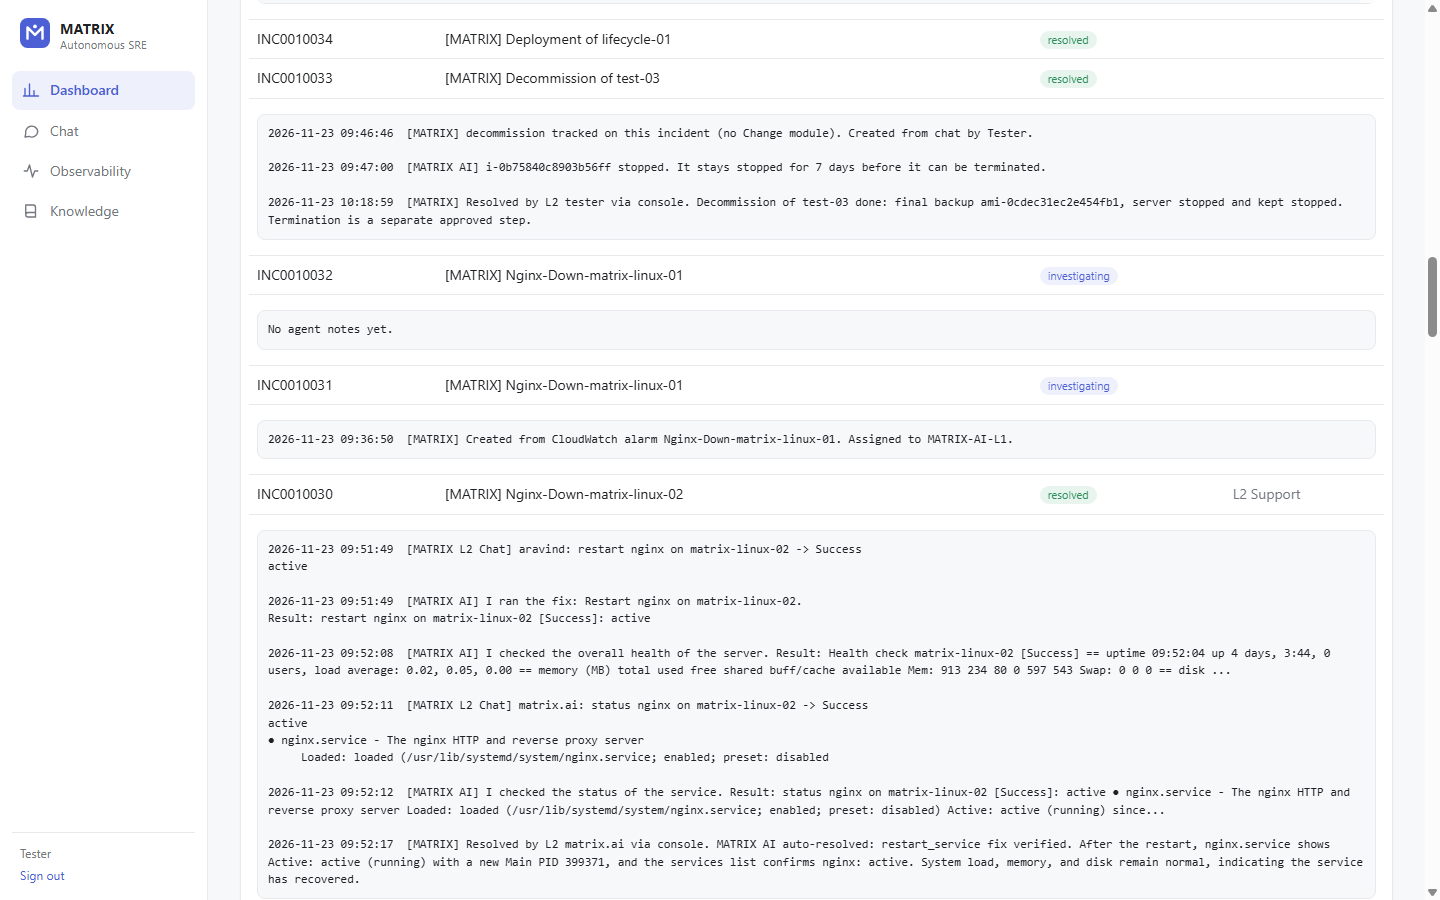 MATRIX
Autonomous SRE
Dashboard
Chat
Observability
Knowledge
Tester
Sign out
INC0010034 [MATRIX] Deployment of lifecycle-01 resolved
INC0010033 [MATRIX] Decommission of test-03 resolved
2026-11-23 09:46:46 [MATRIX] decommission tracked on this incident (no Change module). Created from chat by Tester.
2026-11-23 09:47:00 [MATRIX AI] i-0b75840c8903b56ff stopped. It stays stopped for 7 days before it can be terminated.
2026-11-23 10:18:59 [MATRIX] Resolved by L2 tester via console. Decommission of test-03 done: final backup ami-0cdec31ec2e454fb1, server stopped and kept stopped.
Termination is a separate approved step.
INC0010032 [MATRIX] Nginx-Down-matrix-linux-01 investigating
No agent notes yet.
INC0010031 [MATRIX] Nginx-Down-matrix-linux-01 investigating
2026-11-23 09:36:50 [MATRIX] Created from CloudWatch alarm Nginx-Down-matrix-linux-01. Assigned to MATRIX-AI-L1.
INC0010030 [MATRIX] Nginx-Down-matrix-linux-02 resolved L2 Support
2026-11-23 09:51:49 [MATRIX L2 Chat] aravind: restart nginx on matrix-linux-02 -> Success
active
2026-11-23 09:51:49 [MATRIX AI] I ran the fix: Restart nginx on matrix-linux-02.
Result: restart nginx on matrix-linux-02 [Success]: active
2026-11-23 09:52:08 [MATRIX AI] I checked the overall health of the server. Result: Health check matrix-linux-02 [Success] == uptime 09:52:04 up 4 days, 3:44, 0
users, load average: 0.02, 0.05, 0.00 == memory (MB) total used free shared buff/cache available Mem: 913 234 80 0 597 543 Swap: 0 0 0 == disk ...
2026-11-23 09:52:11 [MATRIX L2 Chat] matrix.ai: status nginx on matrix-linux-02 -> Success
active
● nginx.service - The nginx HTTP and reverse proxy server
Loaded: loaded (/usr/lib/systemd/system/nginx.service; enabled; preset: disabled
2026-11-23 09:52:12 [MATRIX AI] I checked the status of the service. Result: status nginx on matrix-linux-02 [Success]: active ● nginx.service - The nginx HTTP and
reverse proxy server Loaded: loaded (/usr/lib/systemd/system/nginx.service; enabled; preset: disabled) Active: active (running) since...
2026-11-23 09:52:17 [MATRIX] Resolved by L2 matrix.ai via console. MATRIX AI auto-resolved: restart_service fix verified. After the restart, nginx.service shows
Active: active (running) with a new Main PID 399371, and the services list confirms nginx: active. System load, memory, and disk remain normal, indicating the service
has recovered.